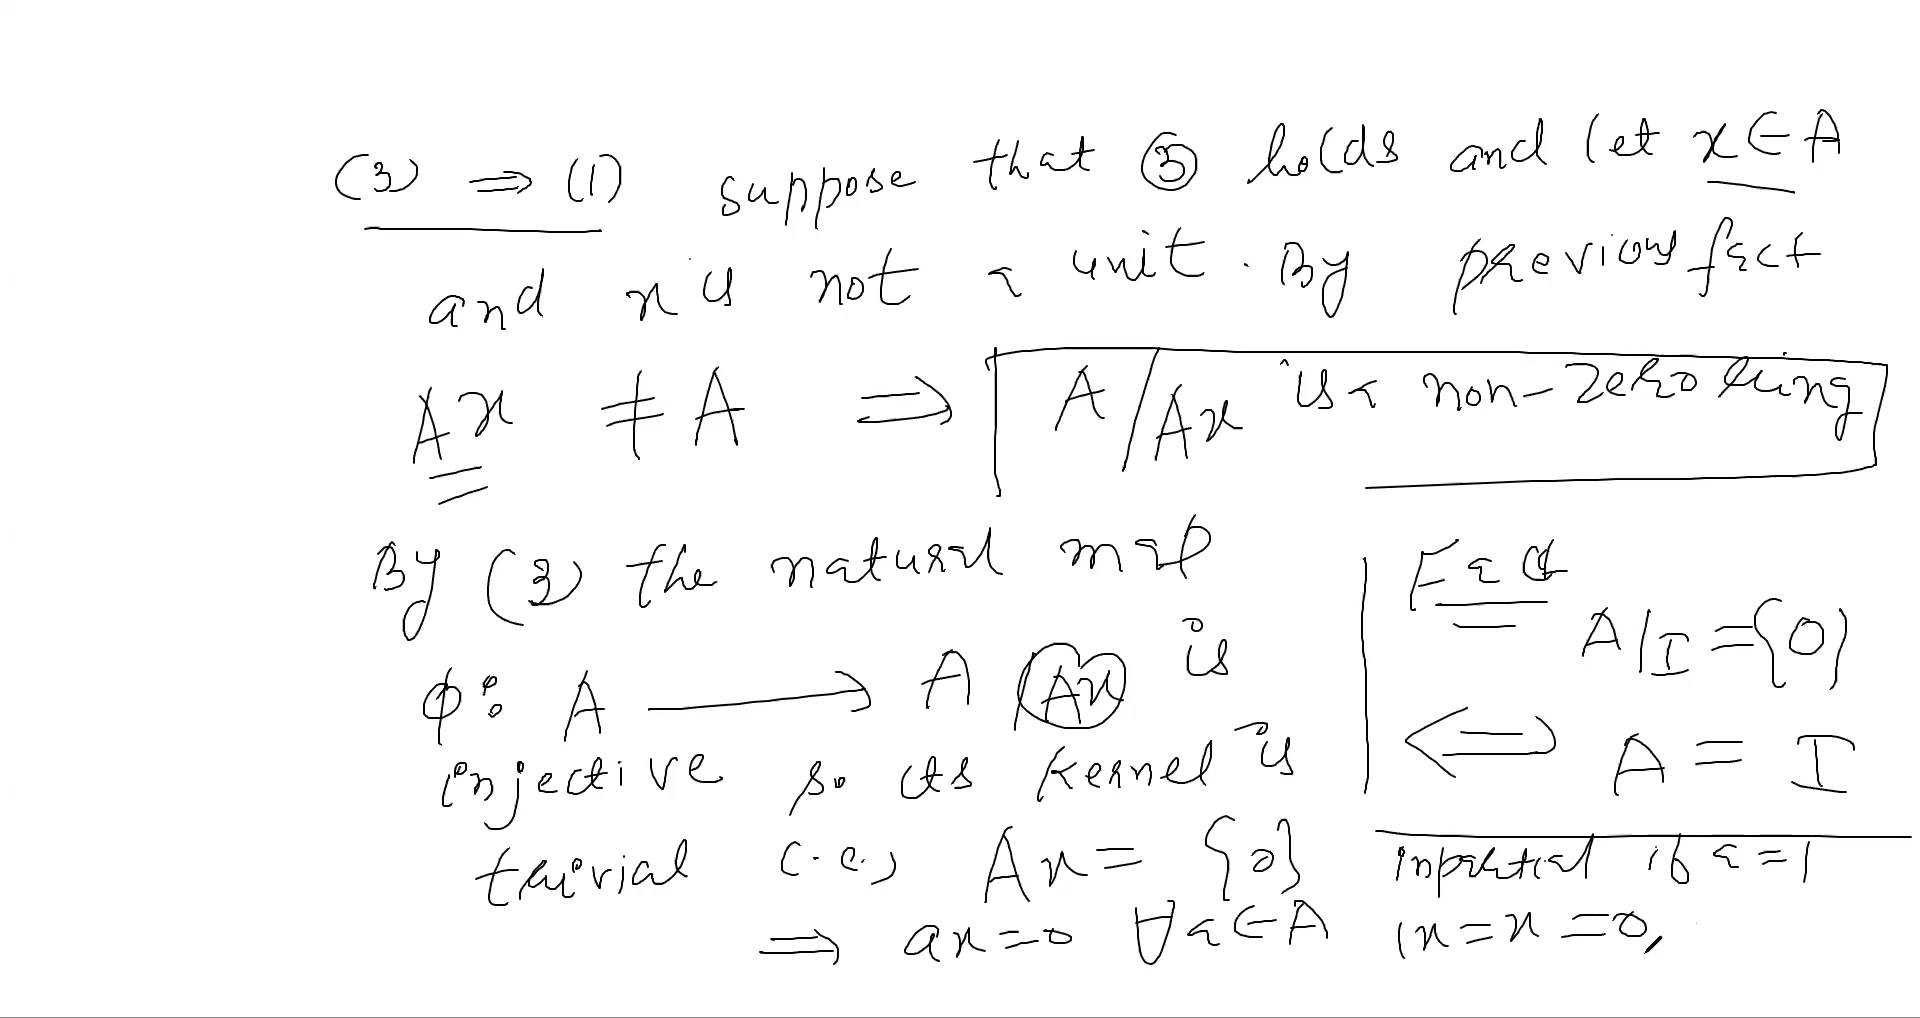 (3) ⇒ (1) suppose that ③ holds and let x ∈ A
and x is not a unit. By previous fact
Ax ≠ A ⇒ A/Ax is a non-zero ring
By (3) the natural map
φ: A ⟶ A/Ax is
injective so its kernel is
trivial i.e., Ax = {0}
⇒ ax=0 ∀a∈A
Fact
A/I = {0}
⟺ A = I
in partial if a = 1
1x = x = 0,